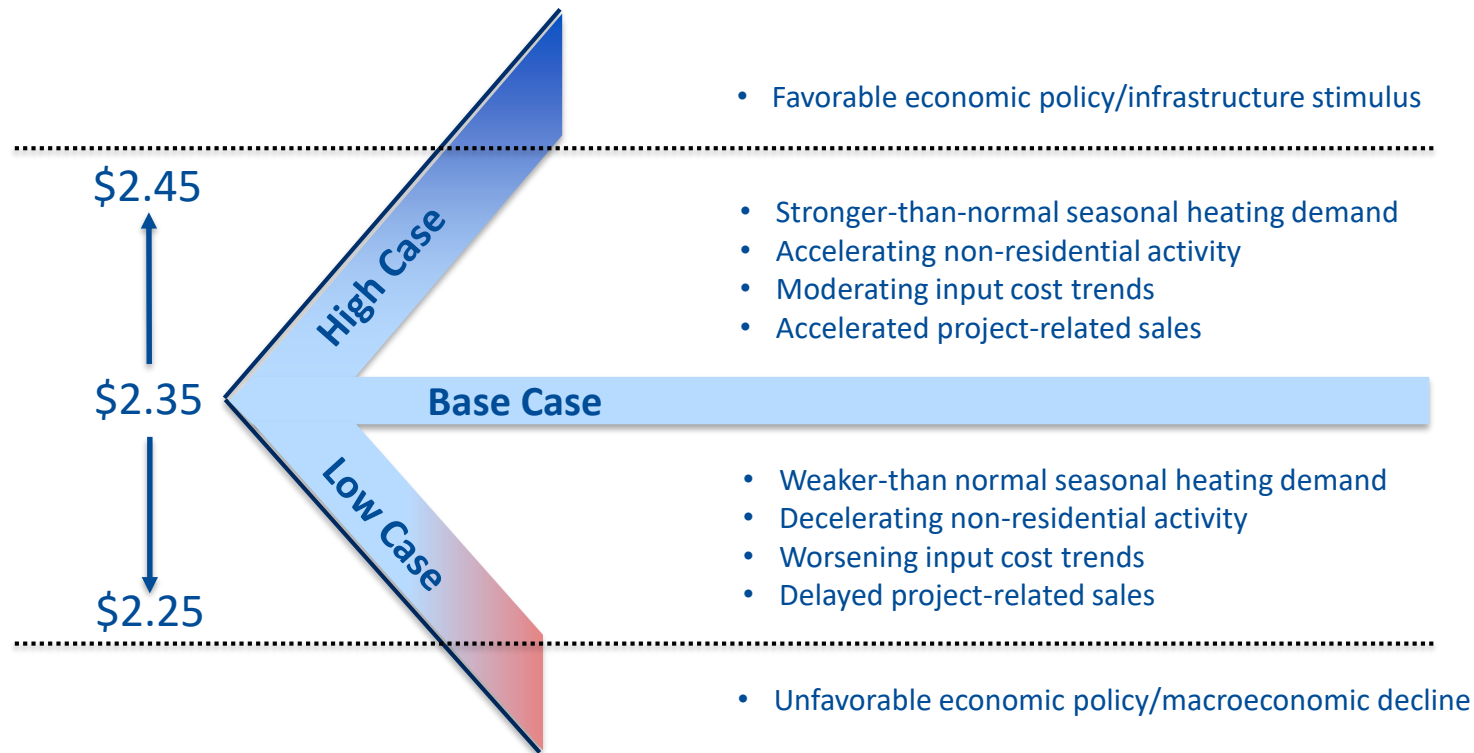 • Favorable economic policy/infrastructure stimulus
$2.45
• Stronger-than-normal seasonal heating demand
• Accelerating non-residential activity
• Moderating input cost trends
• Accelerated project-related sales
High Case
$2.35
Base Case
Low Case
• Weaker-than normal seasonal heating demand
• Decelerating non-residential activity
• Worsening input cost trends
• Delayed project-related sales
$2.25
• Unfavorable economic policy/macroeconomic decline